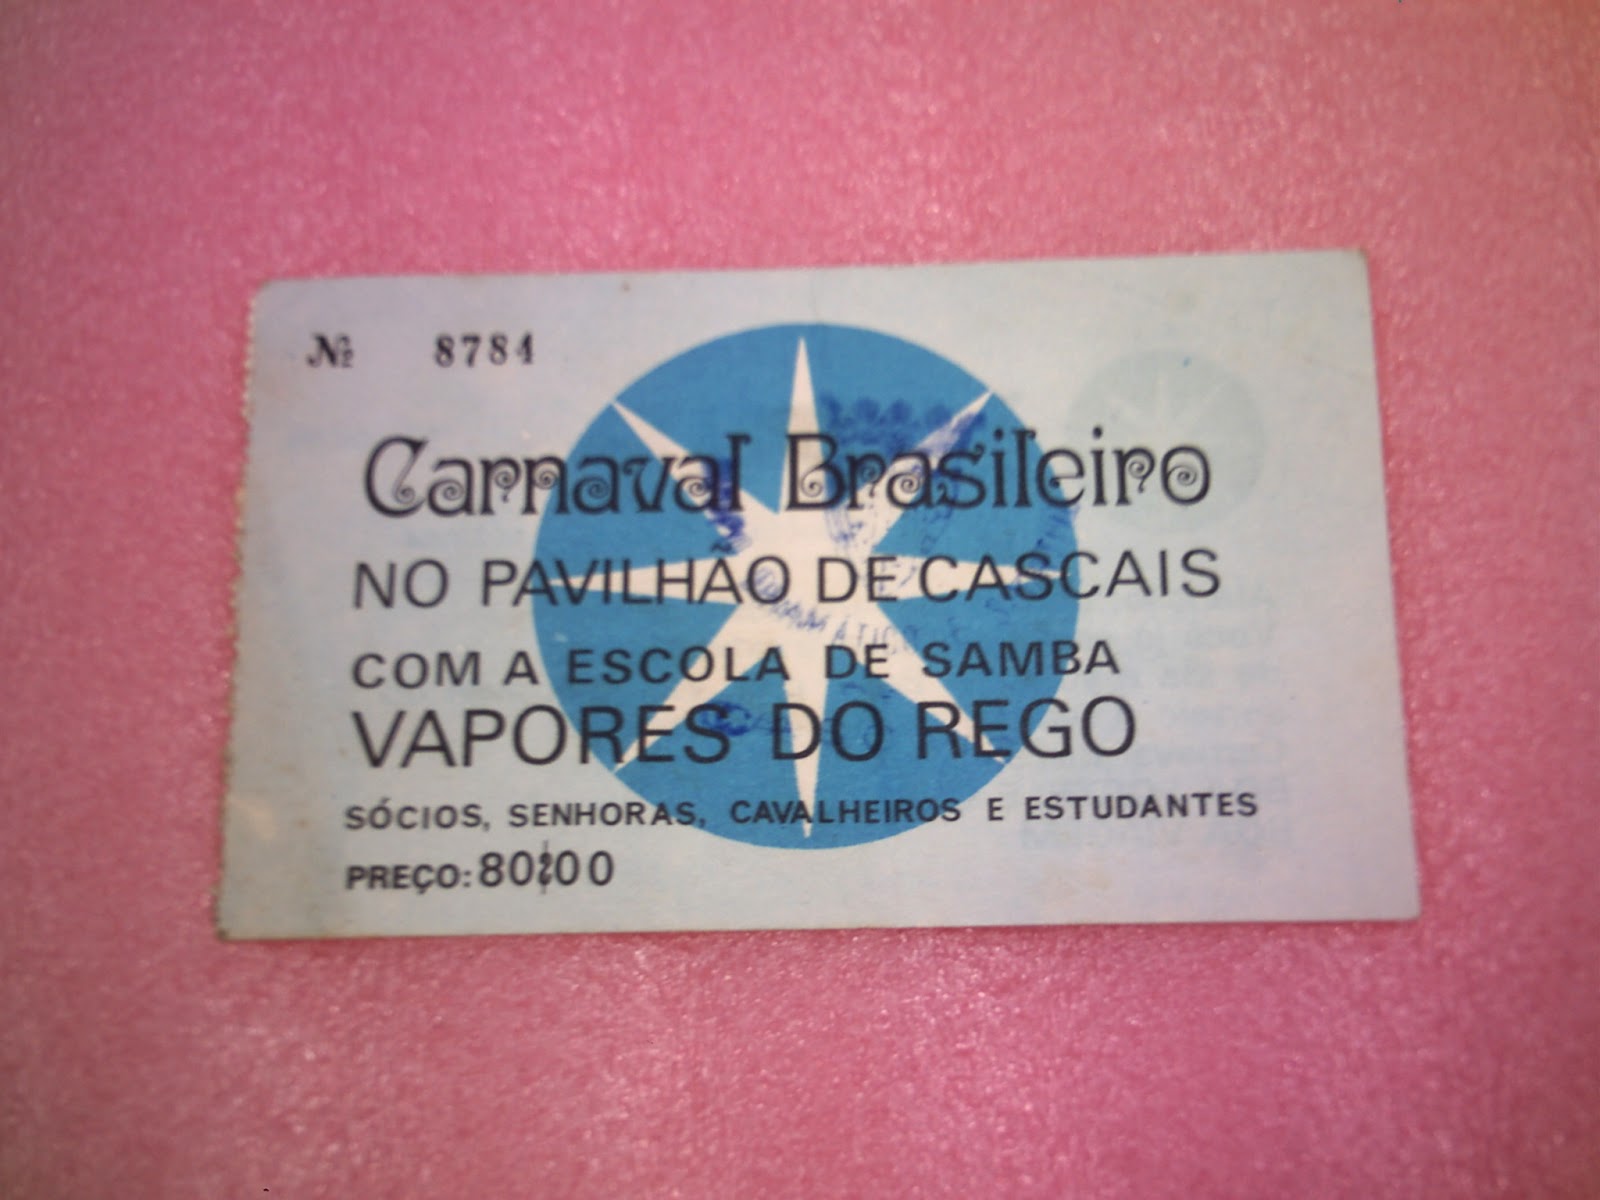 № 8784
Carnaval Brasileiro
NO PAVILHÃO DE CASCAIS
COM A ESCOLA DE SAMBA
VAPORES DO REGO
SÓCIOS, SENHORAS, CAVALHEIROS E ESTUDANTES
PREÇO: 80$00